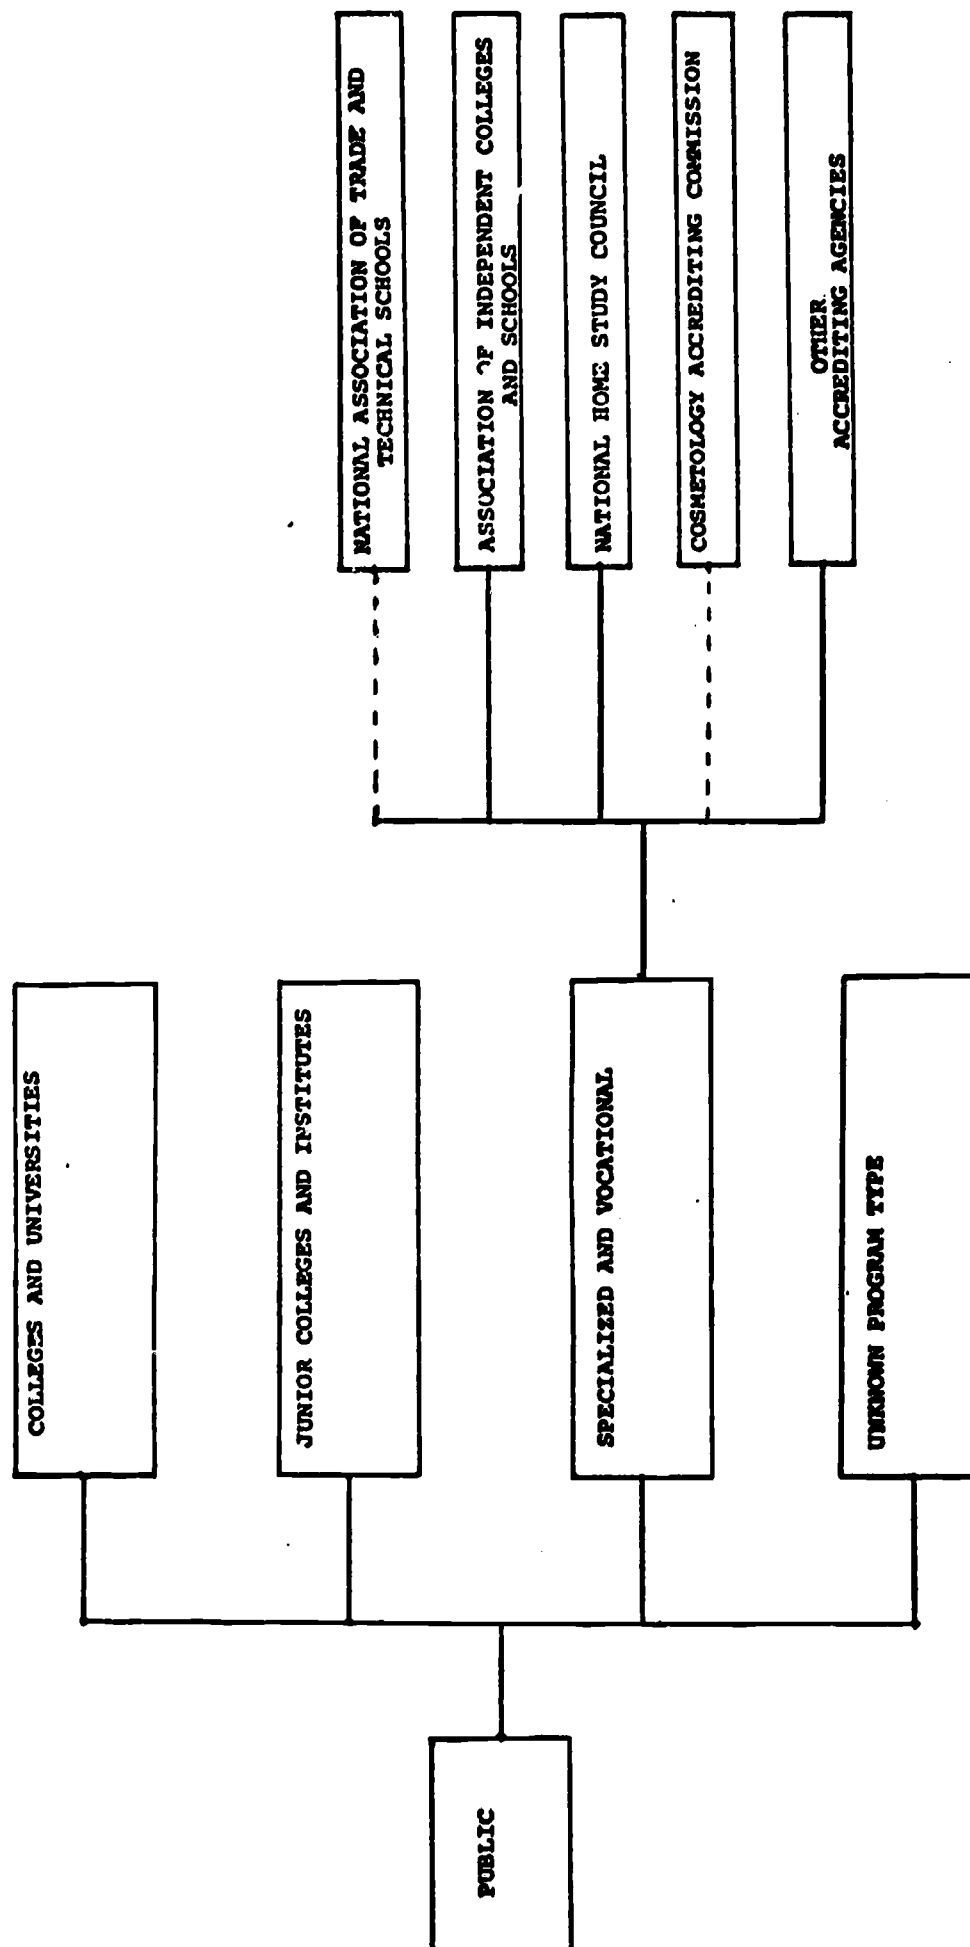 PUBLIC
COLLEGES AND UNIVERSITIES
JUNIOR COLLEGES AND INSTITUTES
SPECIALIZED AND VOCATIONAL
UNKNOWN PROGRAM TYPE
NATIONAL ASSOCIATION OF TRADE AND
TECHNICAL SCHOOLS
ASSOCIATION OF INDEPENDENT COLLEGES
AND SCHOOLS
NATIONAL HOME STUDY COUNCIL
COSMETOLOGY ACCREDITING COMMISSION
OTHER
ACCREDITING AGENCIES